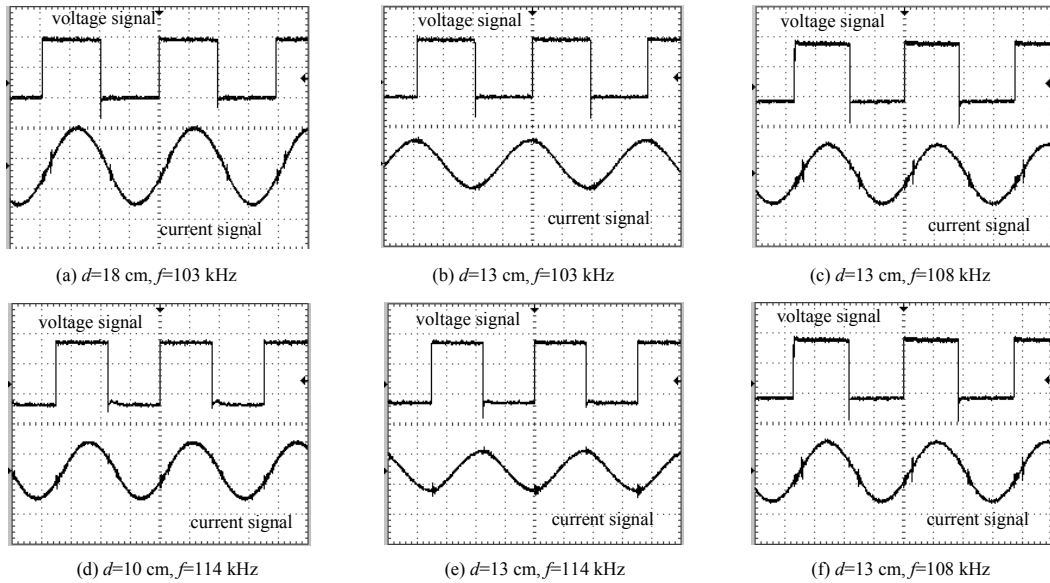 voltage signal
voltage signal
voltage signal
current signal
current signal
current signal
(a) d=18 cm, f=103 kHz
(b) d=13 cm, f=103 kHz
(c) d=13 cm, f=108 kHz
voltage signal
voltage signal
voltage signal
current signal
current signal
current signal
(d) d=10 cm, f=114 kHz
(e) d=13 cm, f=114 kHz
(f) d=13 cm, f=108 kHz